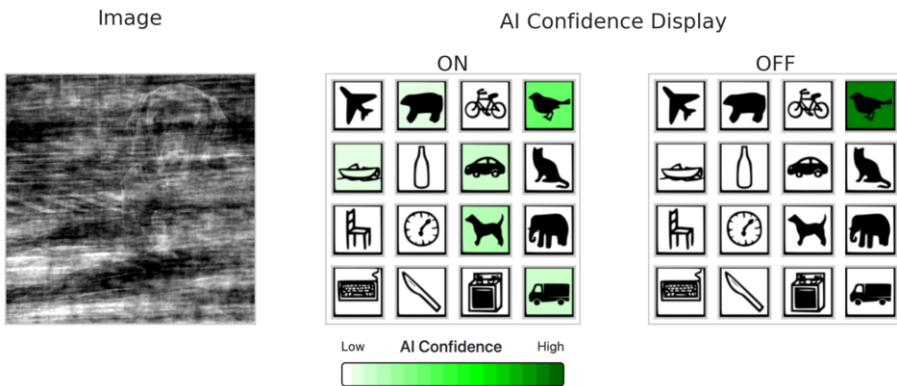 Image
AI Confidence Display
ON
OFF
Low
AI Confidence
High